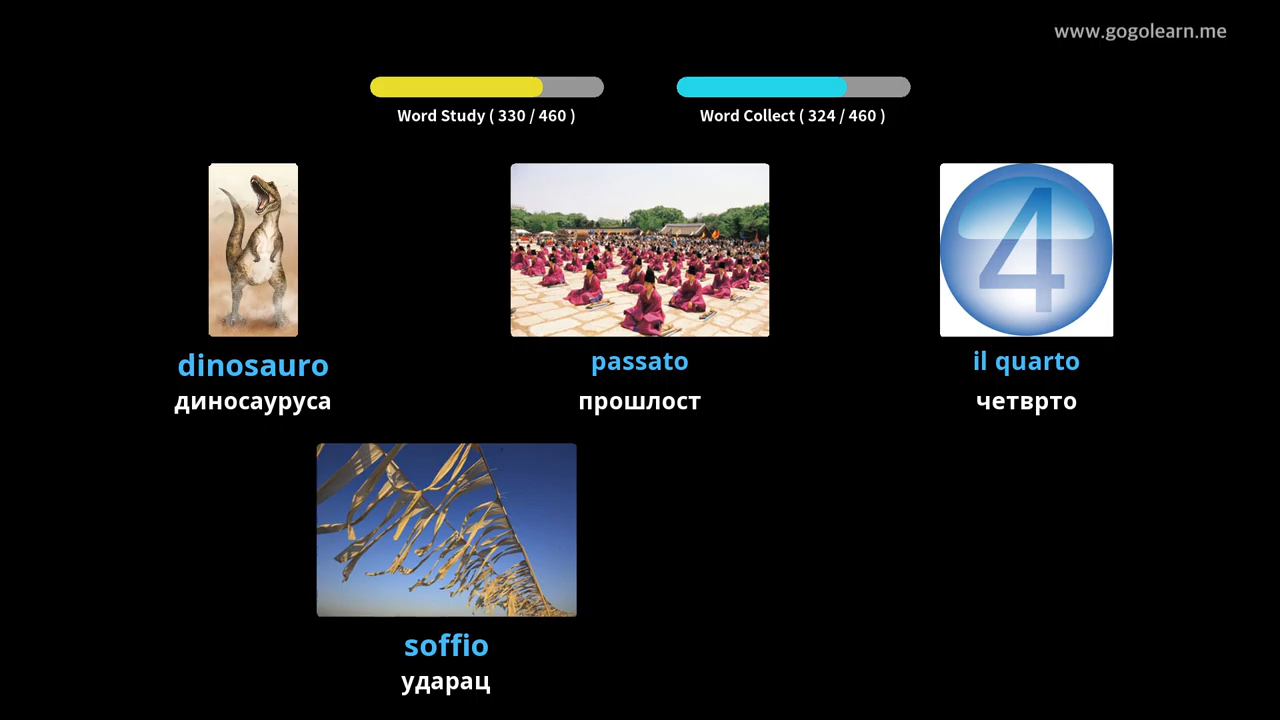 www.gogolearn.me
Word Study ( 330 / 460 )
Word Collect ( 324 / 460 )
4
dinosauro
диносауруса
passato
прошлост
il quarto
четврто
soffio
ударац